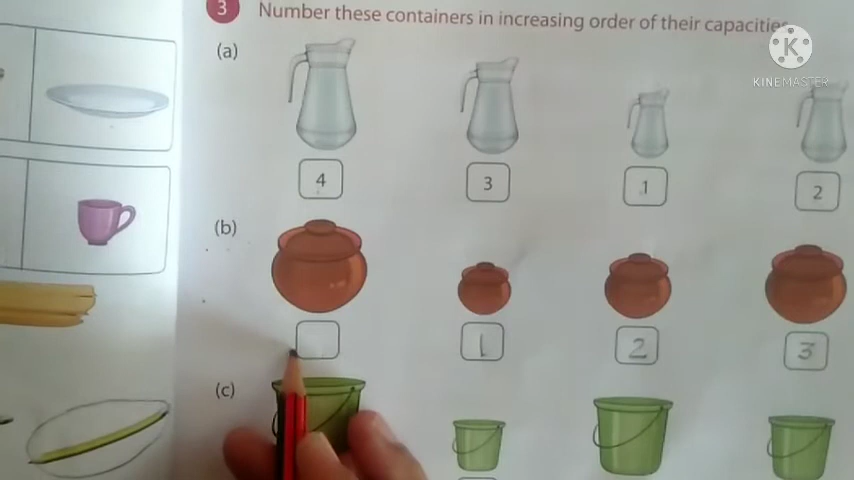 3 Number these containers in increasing order of their capacities
K
KINEMASTER
(a)
4 3 1 2
(b)
1 2 3
(c)